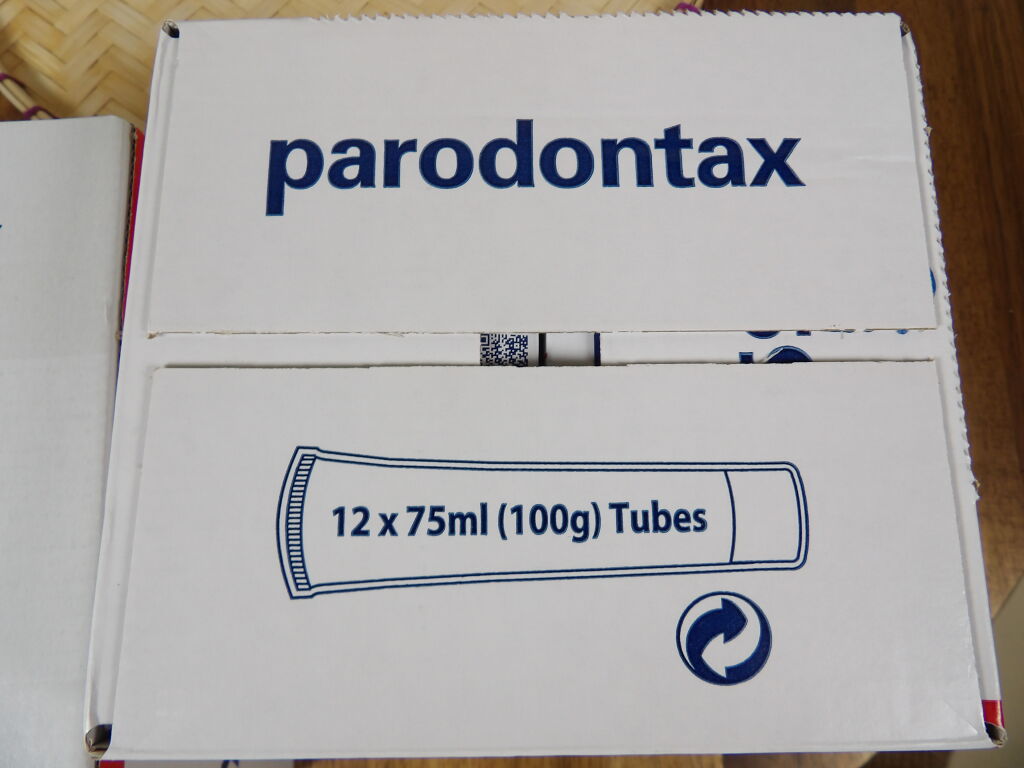 parodontax
12 x 75ml (100g) Tubes